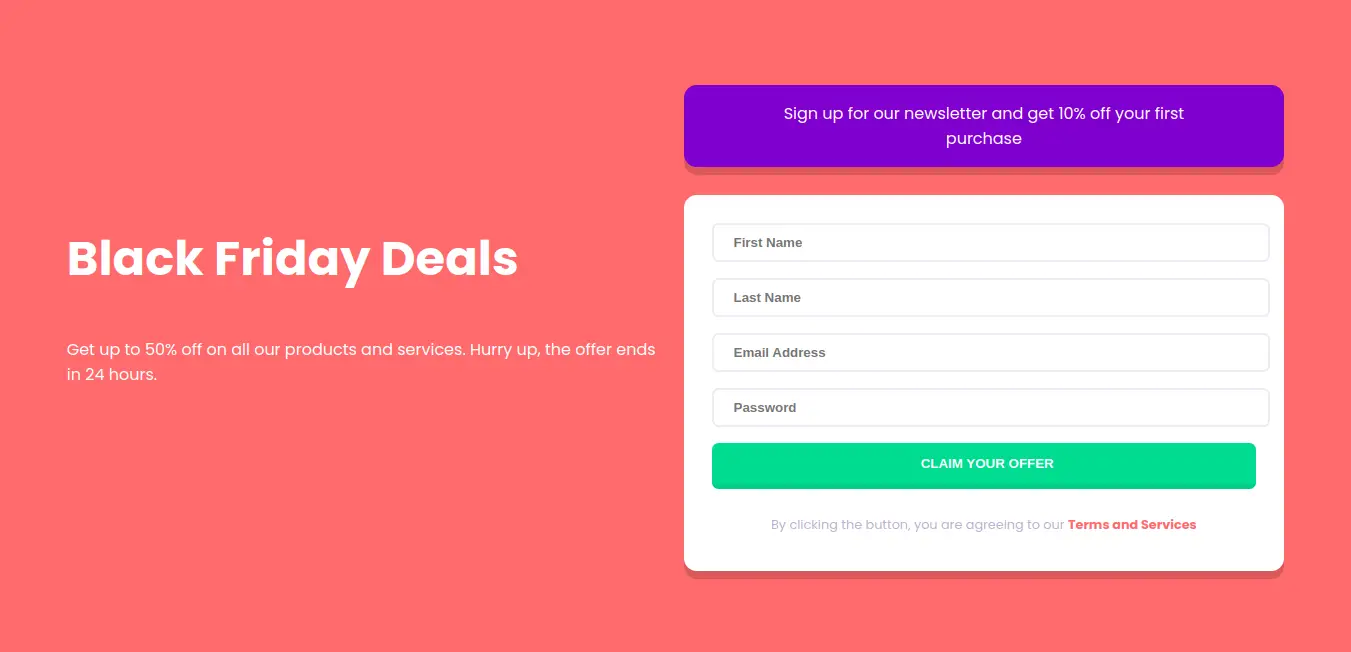 Black Friday Deals
Get up to 50% off on all our products and services. Hurry up, the offer ends
in 24 hours.
Sign up for our newsletter and get 10% off your first
purchase
First Name
Last Name
Email Address
Password
CLAIM YOUR OFFER
By clicking the button, you are agreeing to our Terms and Services